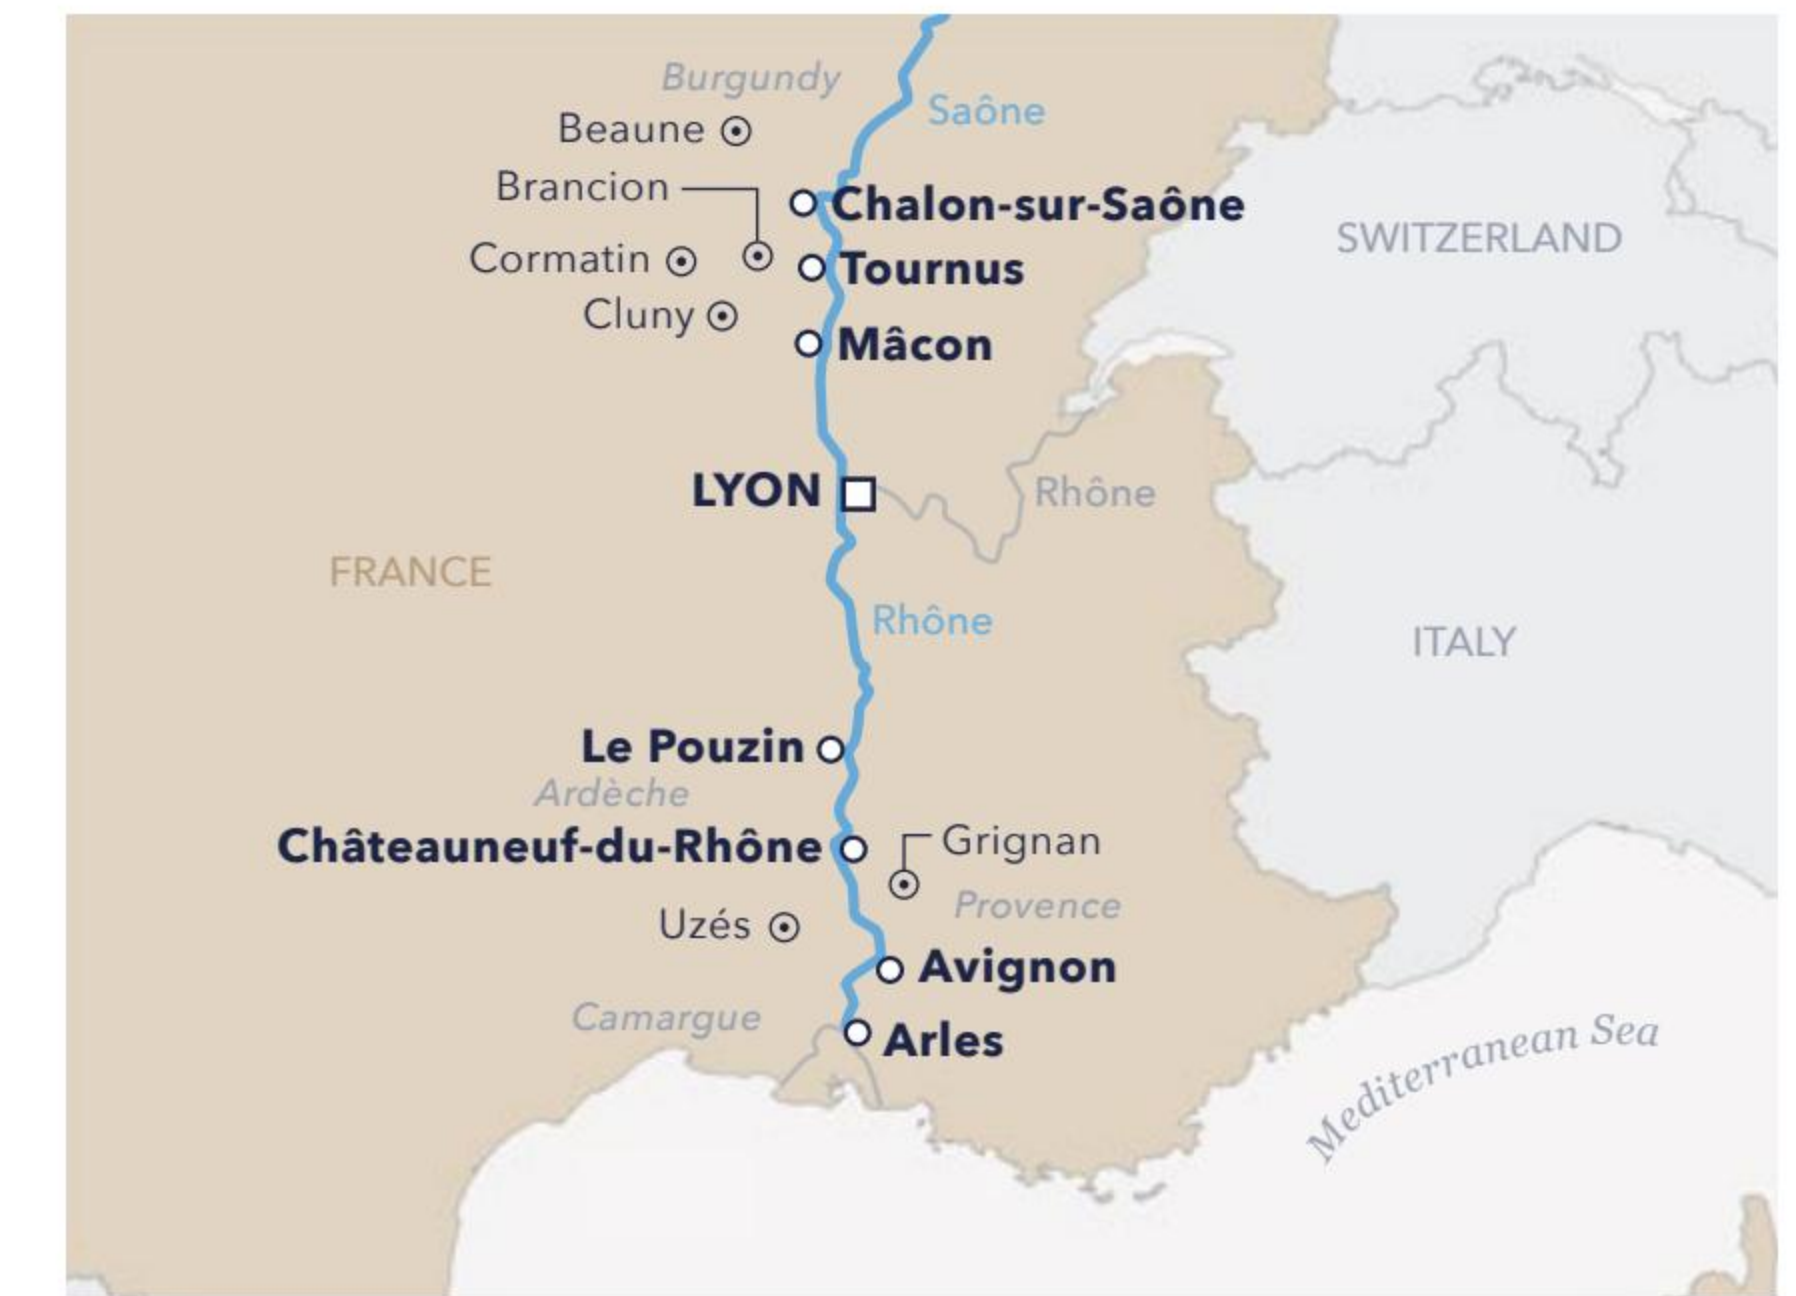 Burgundy
Saône
Beaune
Brancion
Chalon-sur-Saône
SWITZERLAND
Cormatin
Tournus
Cluny
Mâcon
LYON
Rhône
FRANCE
Rhône
ITALY
Le Pouzin
Ardèche
Châteauneuf-du-Rhône
Grignan
Provence
Uzés
Avignon
Camargue
Arles
Mediterranean Sea